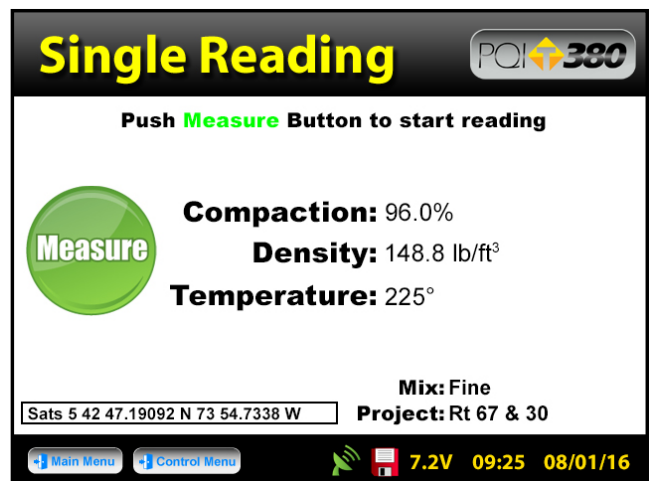 Single Reading
PQI 380
Push Measure Button to start reading
Measure
Compaction: 96.0%
Density: 148.8 lb/ft³
Temperature: 225°
Mix: Fine
Sats 5 42 47.19092 N 73 54.7338 W
Project: Rt 67 & 30
Main Menu
Control Menu
7.2V
09:25
08/01/16